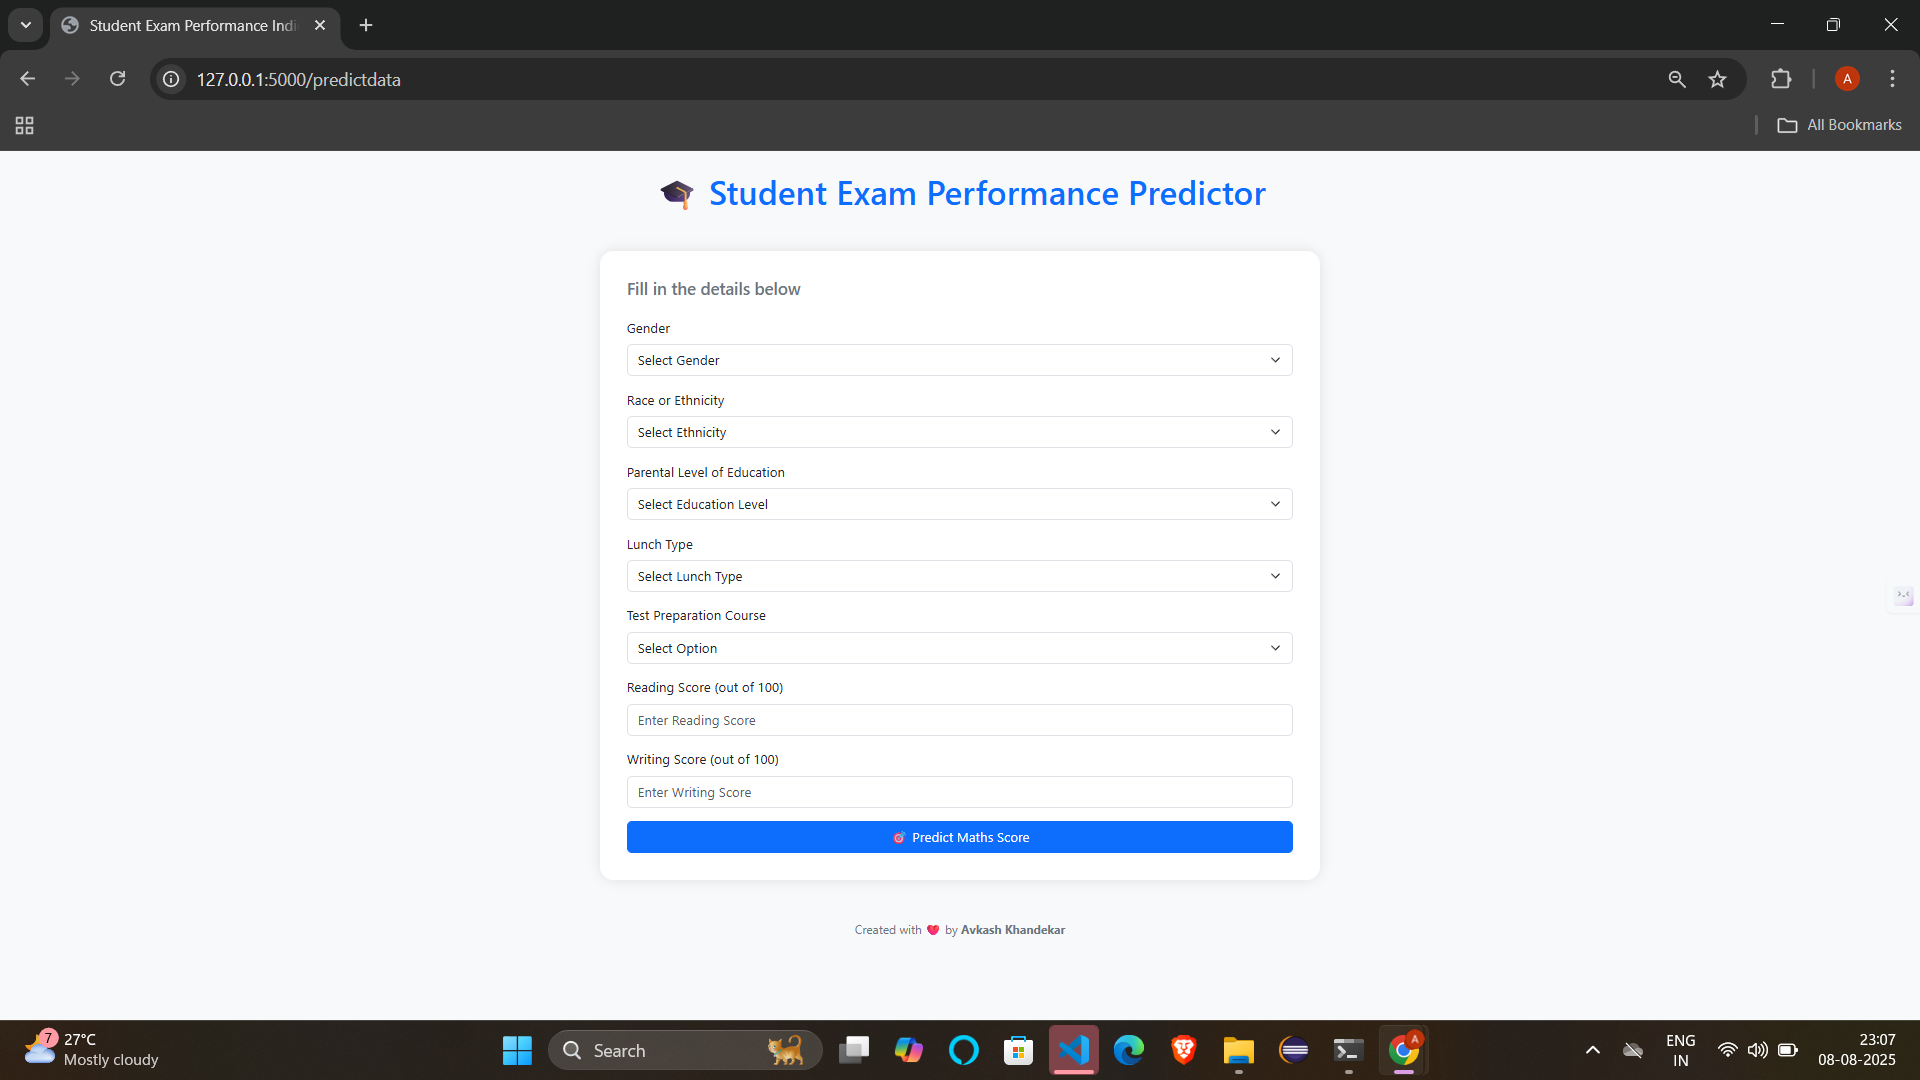 Student Exam Performance Indi
127.0.0.1:5000/predictdata
A
All Bookmarks
Student Exam Performance Predictor
Fill in the details below
Gender
Select Gender
Race or Ethnicity
Select Ethnicity
Parental Level of Education
Select Education Level
Lunch Type
Select Lunch Type
Test Preparation Course
Select Option
Reading Score (out of 100)
Enter Reading Score
Writing Score (out of 100)
Enter Writing Score
Predict Maths Score
Created with by Avkash Khandekar
7
27°C
Mostly cloudy
Search
A
ENG
IN
23:07
08-08-2025